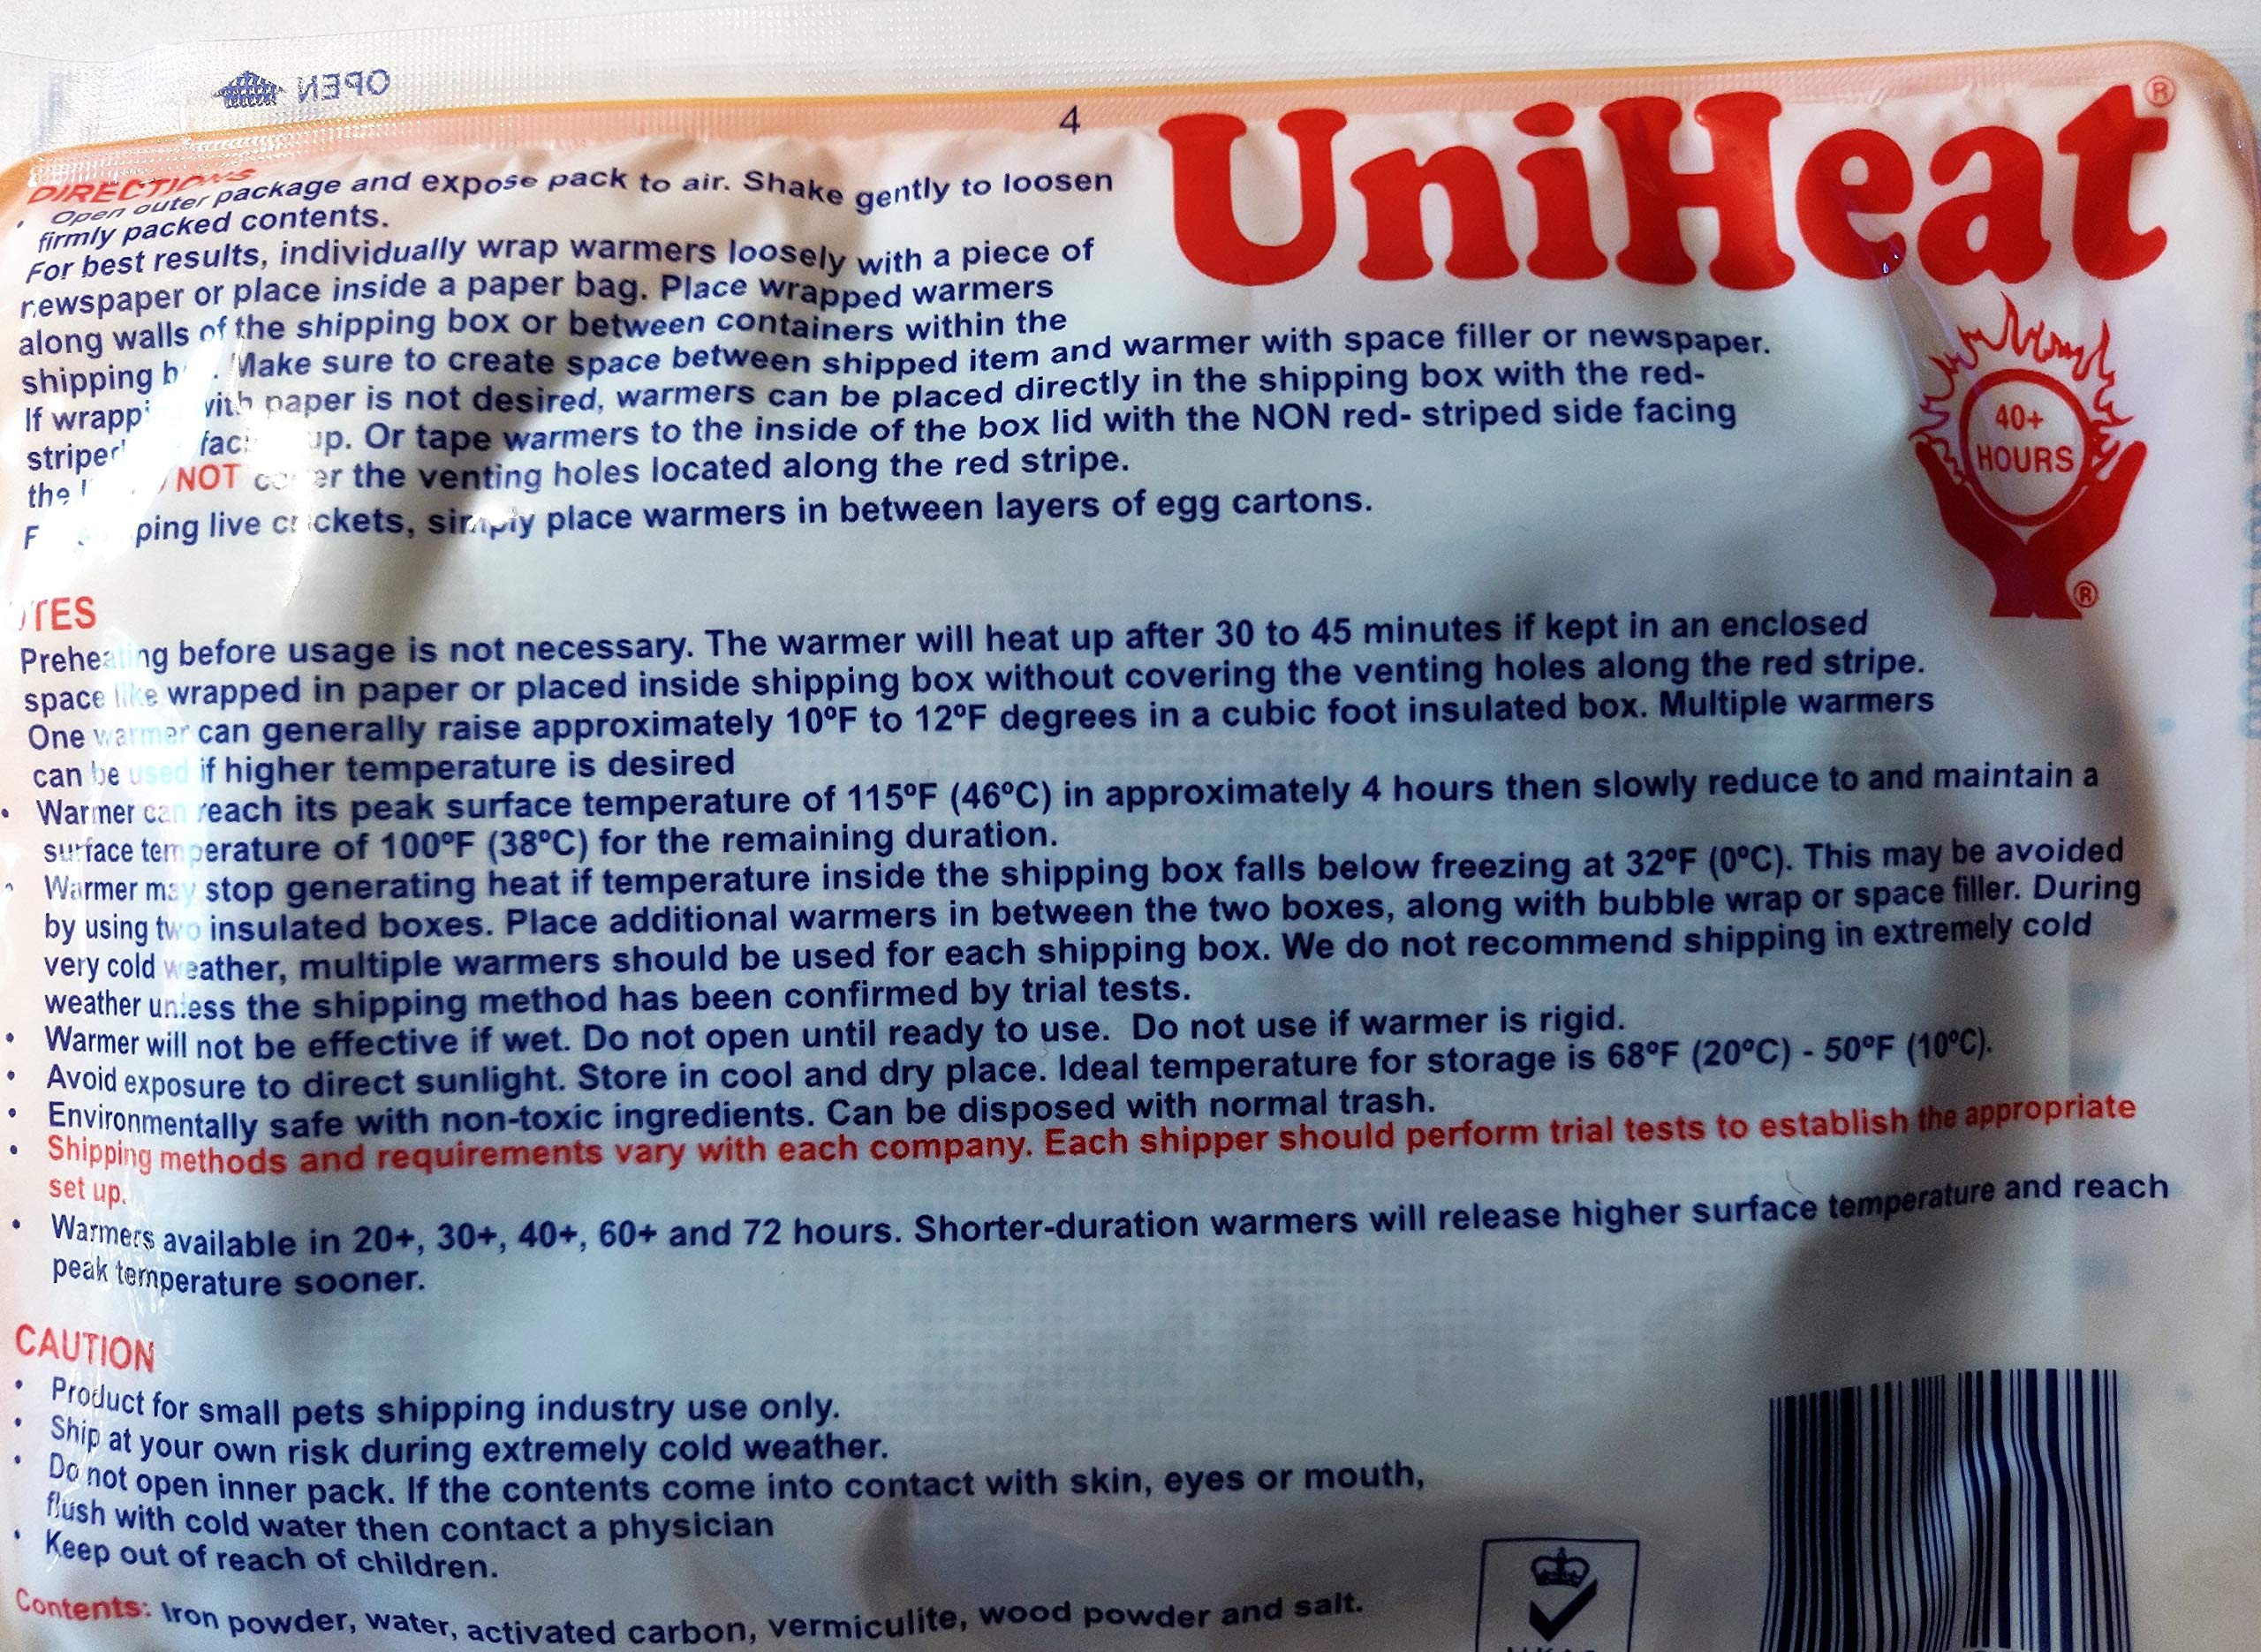 OPEN
4
UniHeat®
DIRECTIONS
• Open outer package and expose pack to air. Shake gently to loosen
firmly packed contents.
For best results, individually wrap warmers loosely with a piece of
newspaper or place inside a paper bag. Place wrapped warmers
along walls of the shipping box or between containers within the
shipping Make sure to create space between shipped item and warmer with space filler or newspaper.
If with paper is not desired, warmers can be placed directly in the shipping box with the red-
striped up. Or tape warmers to the inside of the box lid with the NON red- striped side facing
the NOT cover the venting holes located along the red stripe.
live crickets, simply place warmers in between layers of egg cartons.
40+
HOURS
®
Preheating before usage is not necessary. The warmer will heat up after 30 to 45 minutes if kept in an enclosed
space like wrapped in paper or placed inside shipping box without covering the venting holes along the red stripe.
One warmer can generally raise approximately 10ºF to 12ºF degrees in a cubic foot insulated box. Multiple warmers
can be used if higher temperature is desired
• Warmer can reach its peak surface temperature of 115ºF (46ºC) in approximately 4 hours then slowly reduce to and maintain a
surface temperature of 100ºF (38ºC) for the remaining duration.
• Warmer may stop generating heat if temperature inside the shipping box falls below freezing at 32ºF (0ºC). This may be avoided
by using two insulated boxes. Place additional warmers in between the two boxes, along with bubble wrap or space filler. During
very cold weather, multiple warmers should be used for each shipping box. We do not recommend shipping in extremely cold
weather unless the shipping method has been confirmed by trial tests.
• Warmer will not be effective if wet. Do not open until ready to use. Do not use if warmer is rigid.
• Avoid exposure to direct sunlight. Store in cool and dry place. Ideal temperature for storage is 68ºF (20ºC) - 50ºF (10ºC).
• Environmentally safe with non-toxic ingredients. Can be disposed with normal trash.
• Shipping methods and requirements vary with each company. Each shipper should perform trial tests to establish the appropriate
set up.
• Warmers available in 20+, 30+, 40+, 60+ and 72 hours. Shorter-duration warmers will release higher surface temperature and reach
peak temperature sooner.
CAUTION
• Product for small pets shipping industry use only.
• Ship at your own risk during extremely cold weather.
• Do not open inner pack. If the contents come into contact with skin, eyes or mouth,
flush with cold water then contact a physician
• Keep out of reach of children.
Contents: Iron powder, water, activated carbon, vermiculite, wood powder and salt.